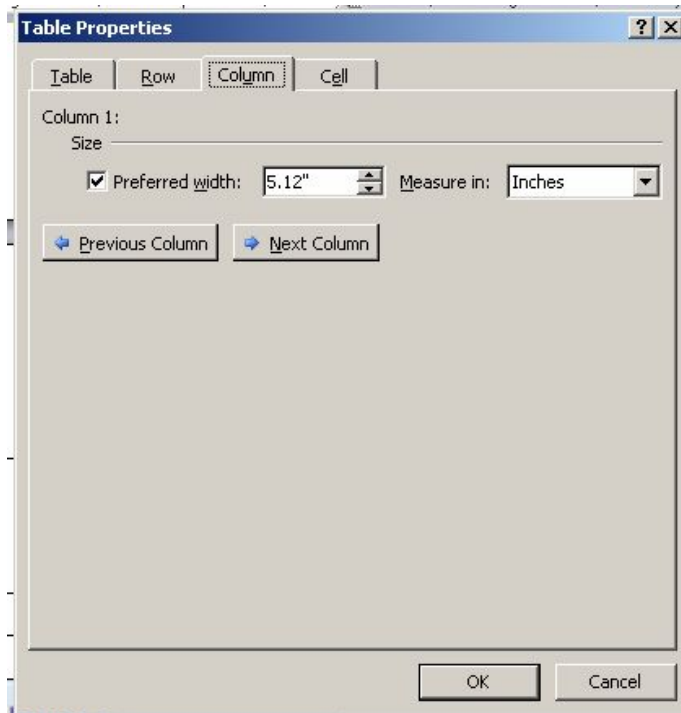 Table Properties
Table Row Column Cell
Column 1:
Size
Preferred width: 5.12" Measure in: Inches
Previous Column Next Column
OK Cancel